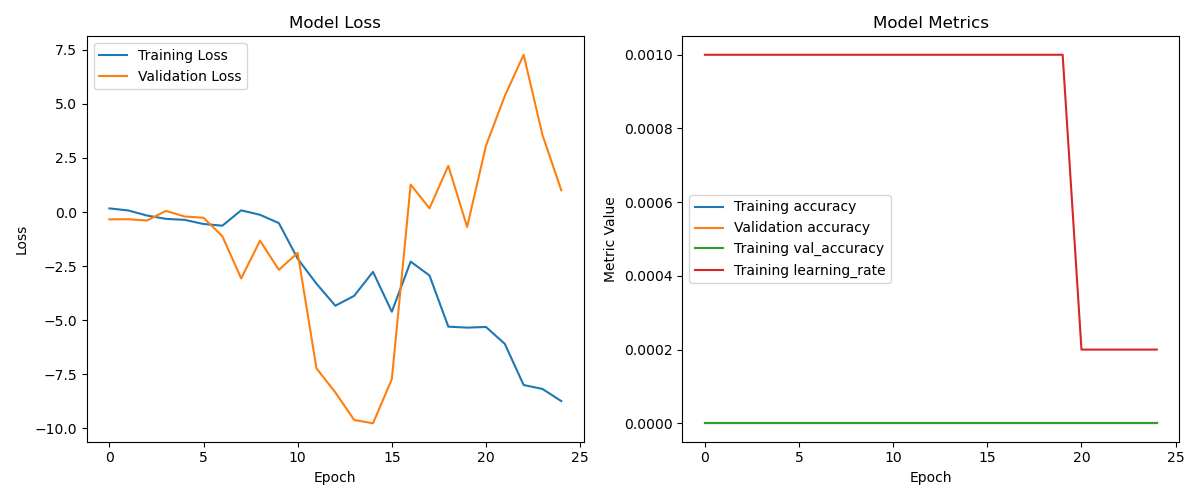 Model Loss
7.5
5.0
2.5
0.0
−2.5
−5.0
−7.5
−10.0
Loss
Training Loss
Validation Loss
0 5 10 15 20 25
Epoch
Model Metrics
0.0010
0.0008
0.0006
0.0004
0.0002
0.0000
Metric Value
Training accuracy
Validation accuracy
Training val_accuracy
Training learning_rate
0 5 10 15 20 25
Epoch